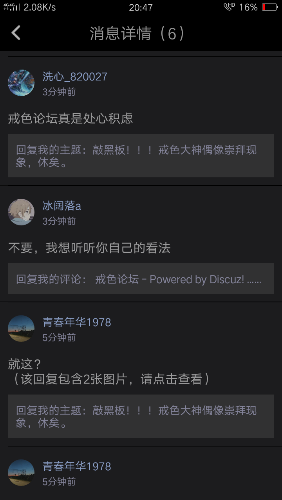 2.08K/s 20:47 16%
消息详情（6）
洗心_820027
3分钟前
戒色论坛真是处心积虑
回复我的主题：敲黑板！！！戒色大神偶像崇拜现
象，休矣。
冰阔落a
3分钟前
不要，我想听听你自己的看法
回复我的评论： 戒色论坛 - Powered by Discuz! ......
青春年华1978
5分钟前
就这？
（该回复包含2张图片，请点击查看）
回复我的主题：敲黑板！！！戒色大神偶像崇拜现
象，休矣。
青春年华1978
5分钟前